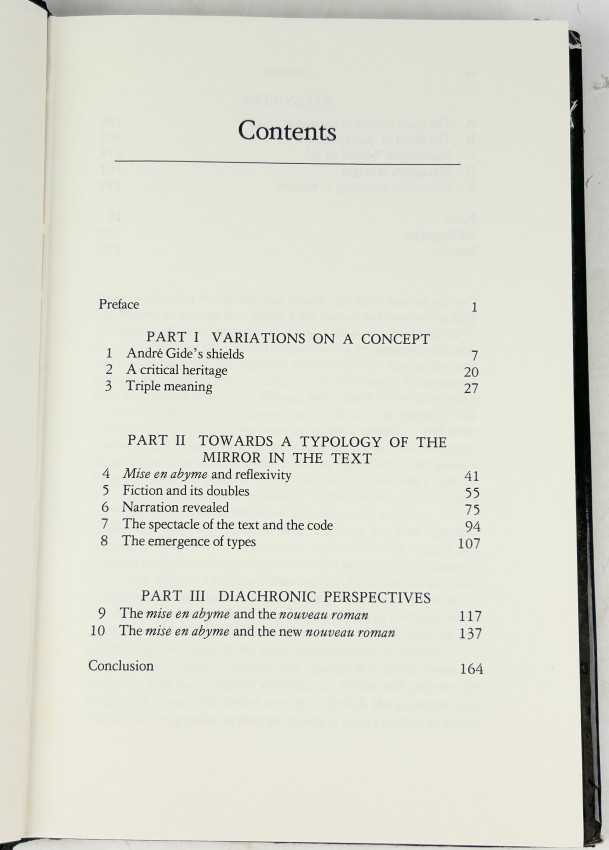 Contents
Preface 1
PART I VARIATIONS ON A CONCEPT
1 André Gide's shields 7
2 A critical heritage 20
3 Triple meaning 27
PART II TOWARDS A TYPOLOGY OF THE
MIRROR IN THE TEXT
4 Mise en abyme and reflexivity 41
5 Fiction and its doubles 55
6 Narration revealed 75
7 The spectacle of the text and the code 94
8 The emergence of types 107
PART III DIACHRONIC PERSPECTIVES
9 The mise en abyme and the nouveau roman 117
10 The mise en abyme and the new nouveau roman 137
Conclusion 164